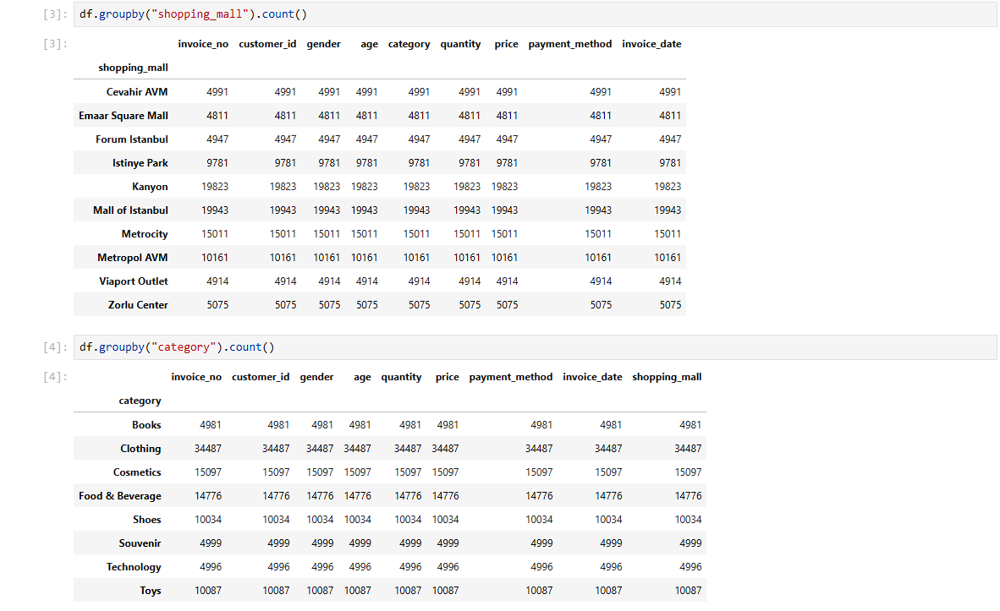 [3]: df.groupby("shopping_mall").count()
[3]: invoice_no customer_id gender age category quantity price payment_method invoice_date
shopping_mall
Cevahir AVM 4991 4991 4991 4991 4991 4991 4991 4991 4991
Emaar Square Mall 4811 4811 4811 4811 4811 4811 4811 4811 4811
Forum Istanbul 4947 4947 4947 4947 4947 4947 4947 4947 4947
Istinye Park 9781 9781 9781 9781 9781 9781 9781 9781 9781
Kanyon 19823 19823 19823 19823 19823 19823 19823 19823 19823
Mall of Istanbul 19943 19943 19943 19943 19943 19943 19943 19943 19943
Metrocity 15011 15011 15011 15011 15011 15011 15011 15011 15011
Metropol AVM 10161 10161 10161 10161 10161 10161 10161 10161 10161
Viaport Outlet 4914 4914 4914 4914 4914 4914 4914 4914 4914
Zorlu Center 5075 5075 5075 5075 5075 5075 5075 5075 5075
[4]: df.groupby("category").count()
[4]: invoice_no customer_id gender age quantity price payment_method invoice_date shopping_mall
category
Books 4981 4981 4981 4981 4981 4981 4981 4981 4981
Clothing 34487 34487 34487 34487 34487 34487 34487 34487 34487
Cosmetics 15097 15097 15097 15097 15097 15097 15097 15097 15097
Food & Beverage 14776 14776 14776 14776 14776 14776 14776 14776 14776
Shoes 10034 10034 10034 10034 10034 10034 10034 10034 10034
Souvenir 4999 4999 4999 4999 4999 4999 4999 4999 4999
Technology 4996 4996 4996 4996 4996 4996 4996 4996 4996
Toys 10087 10087 10087 10087 10087 10087 10087 10087 10087